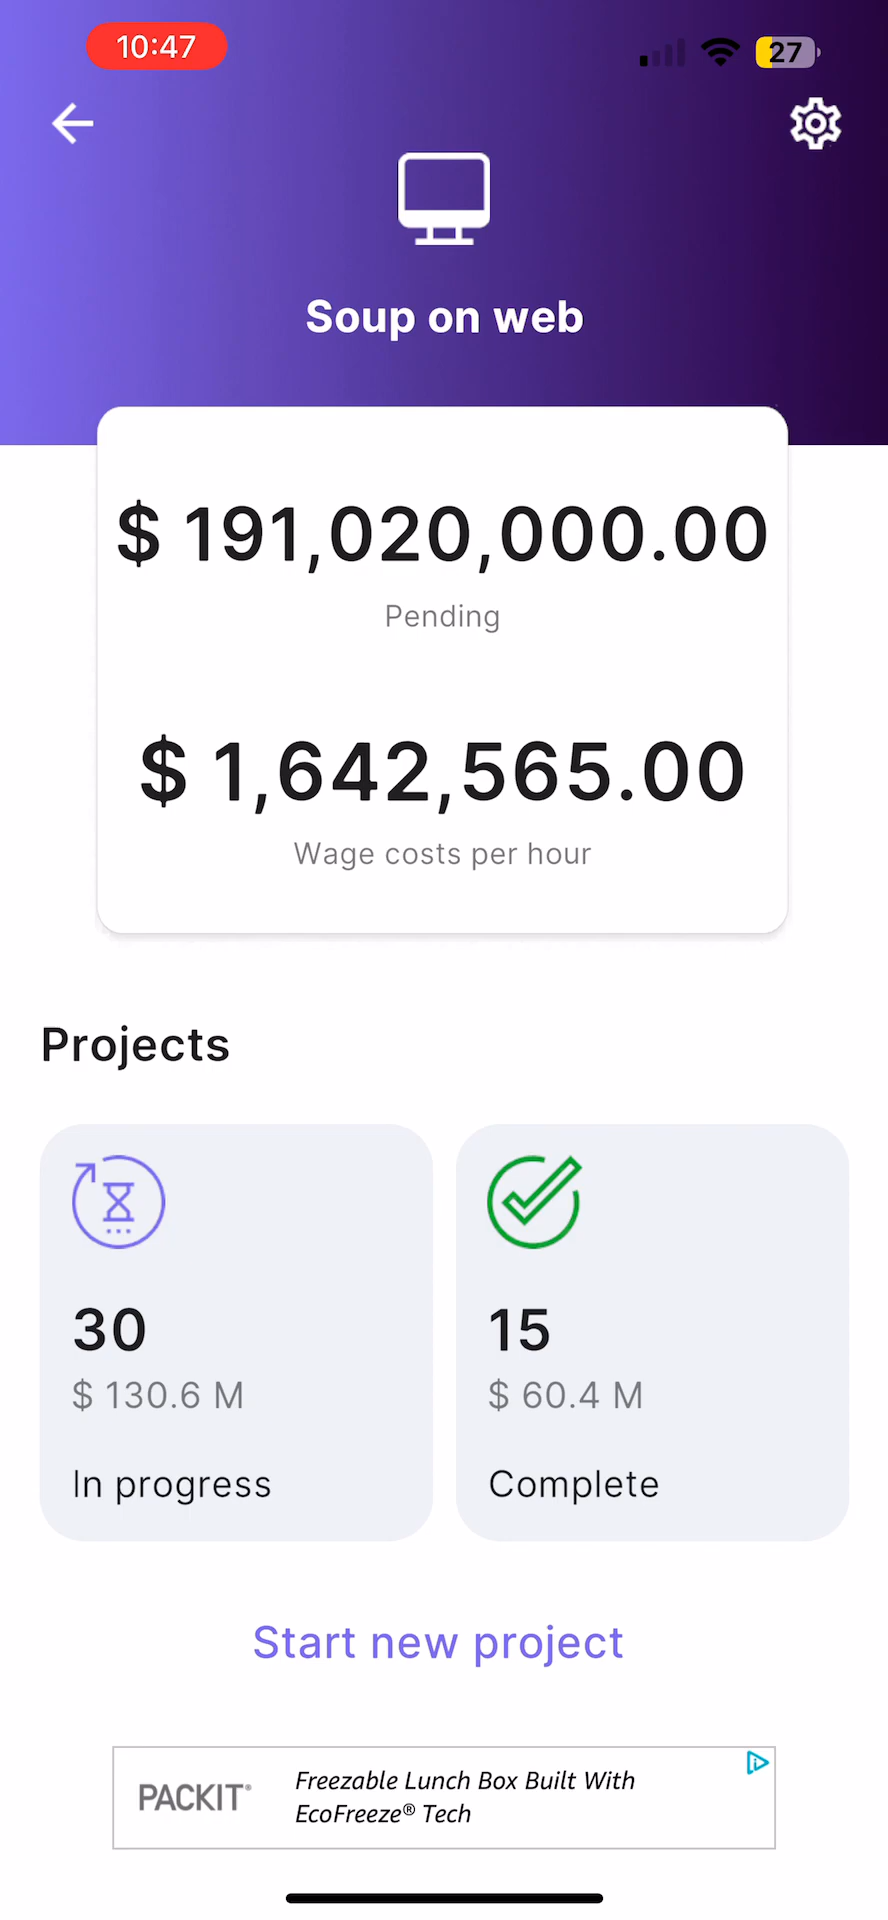 10:47
27
Soup on web
$ 191,020,000.00
Pending
$ 1,642,565.00
Wage costs per hour
Projects
30
$ 130.6 M
In progress
15
$ 60.4 M
Complete
Start new project
PACKIT®
Freezable Lunch Box Built With
EcoFreeze® Tech